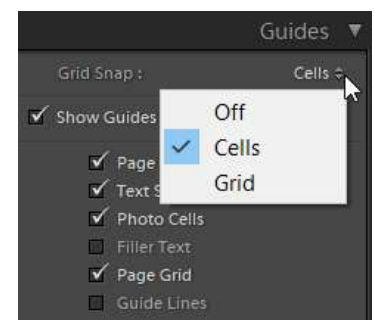 Guides
Grid Snap : Cells
Show Guides
Off
Cells
Page
Grid
Text S
Photo Cells
Filler Text
Page Grid
Guide Lines